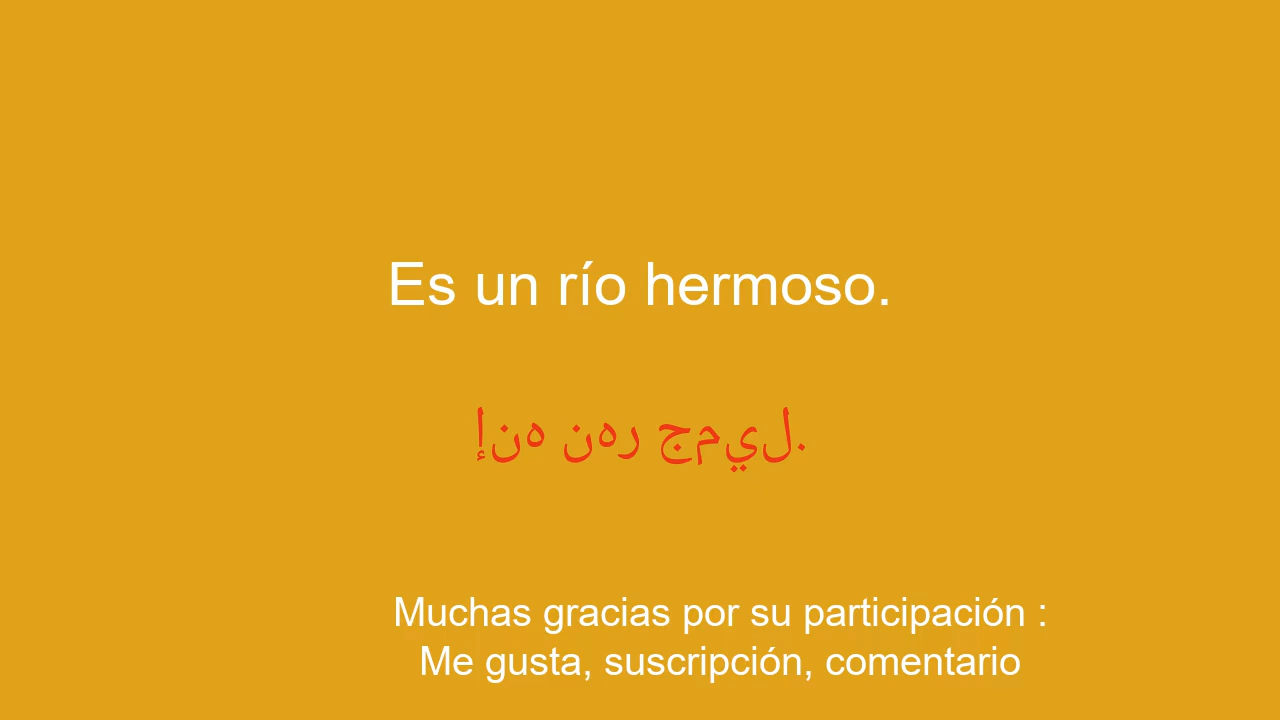 Es un río hermoso.
إنه نهر جميل.
Muchas gracias por su participación :
Me gusta, suscripción, comentario